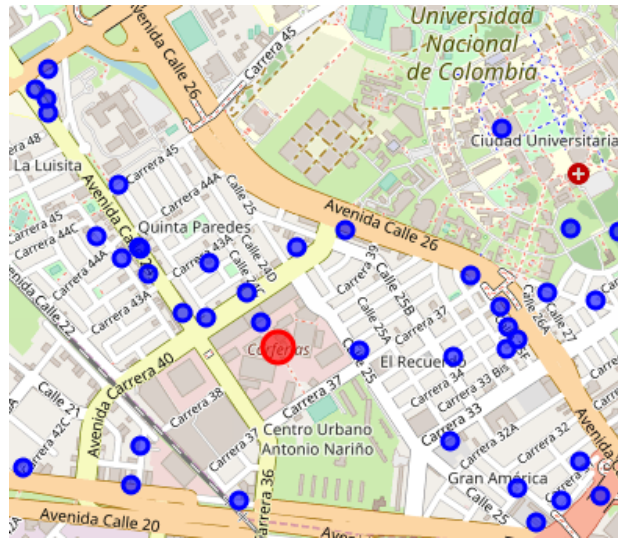 Universidad
Nacional
de Colombia
Avenida Calle 26
Carrera 45
Ciudad Universitaria
Carrera 48
La Luisita
Carrera 45
Carrera 44A
Calle 25
Avenida Calle 26
Carrera 45
Carrera 44C
Quinta Paredes
Carrera 43A
Calle 24D
Carrera 39
Carrera 44A
Calle 25B
Calle 26A
Calle 27
Carrera 43A
Avenida Calle 22
Carrera 37
Calle 25A
Corferias
El Recuerdo
Carrera 34
Carrera 33 Bis
Avenida Carrera 40
Calle 25
Carrera 37
Carrera 38
Calle 21
Carrera 33
Carrera 42C
Carrera 37
Centro Urbano
Antonio Nariño
Carrera 32A
Carrera 32
Gran América
Carrera 36
Calle 25
Avenida Calle 20